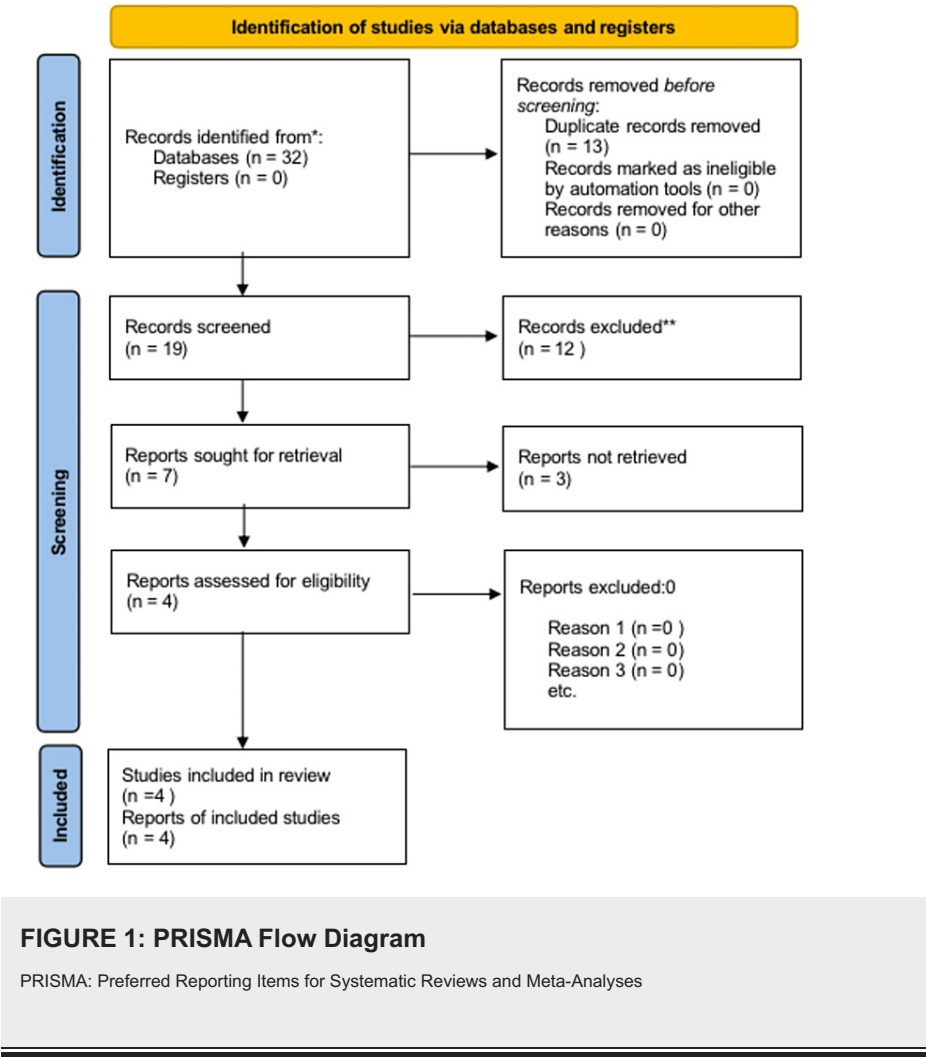 Identification of studies via databases and registers
Identification
Records identified from*:
Databases (n = 32)
Registers (n = 0)
Records removed before
screening:
Duplicate records removed
(n = 13)
Records marked as ineligible
by automation tools (n = 0)
Records removed for other
reasons (n = 0)
Screening
Records screened
(n = 19)
Records excluded**
(n = 12 )
Reports sought for retrieval
(n = 7)
Reports not retrieved
(n = 3)
Reports assessed for eligibility
(n = 4)
Reports excluded:0
Reason 1 (n =0 )
Reason 2 (n = 0)
Reason 3 (n = 0)
etc.
Included
Studies included in review
(n =4 )
Reports of included studies
(n = 4)
FIGURE 1: PRISMA Flow Diagram
PRISMA: Preferred Reporting Items for Systematic Reviews and Meta-Analyses